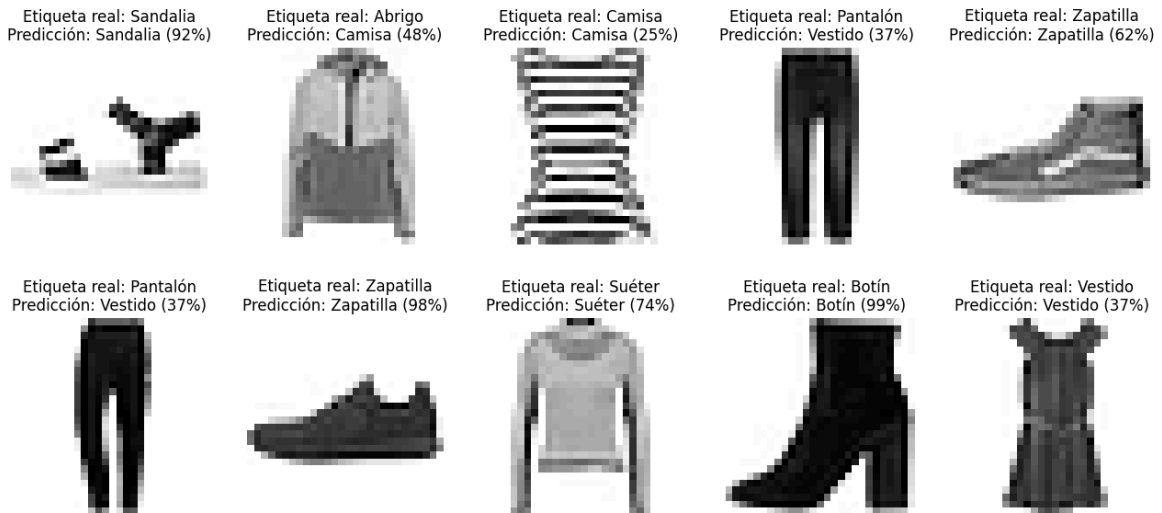 Etiqueta real: Sandalia
Predicción: Sandalia (92%)
Etiqueta real: Abrigo
Predicción: Camisa (48%)
Etiqueta real: Camisa
Predicción: Camisa (25%)
Etiqueta real: Pantalón
Predicción: Vestido (37%)
Etiqueta real: Zapatilla
Predicción: Zapatilla (62%)
Etiqueta real: Pantalón
Predicción: Vestido (37%)
Etiqueta real: Zapatilla
Predicción: Zapatilla (98%)
Etiqueta real: Suéter
Predicción: Suéter (74%)
Etiqueta real: Botín
Predicción: Botín (99%)
Etiqueta real: Vestido
Predicción: Vestido (37%)